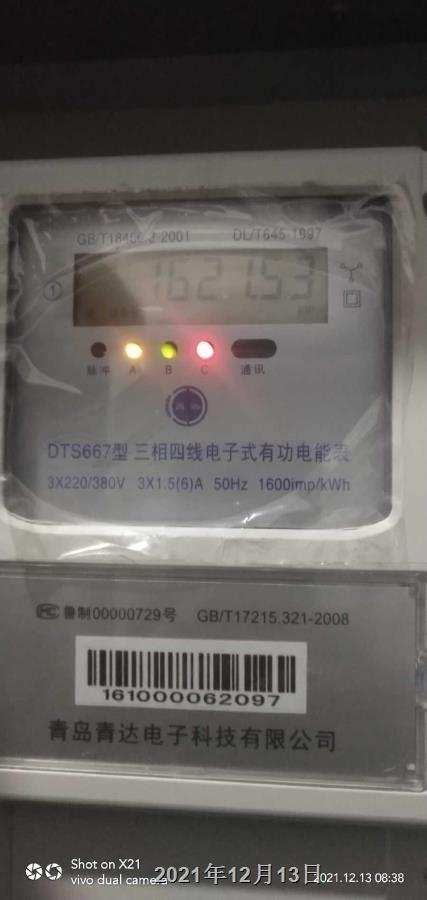 GB/T18460.3-2001 DL/T645-1997
1621.53
脉冲 A B C 通讯
DTS667型 三相四线电子式有功电能表
3X220/380V 3X1.5(6)A 50Hz 1600imp/kWh
MC 鲁制00000729号 GB/T17215.321-2008
161000062097
青岛青达电子科技有限公司
Shot on X21
vivo dual camera
2021年12月13日
2021.12.13 08:38